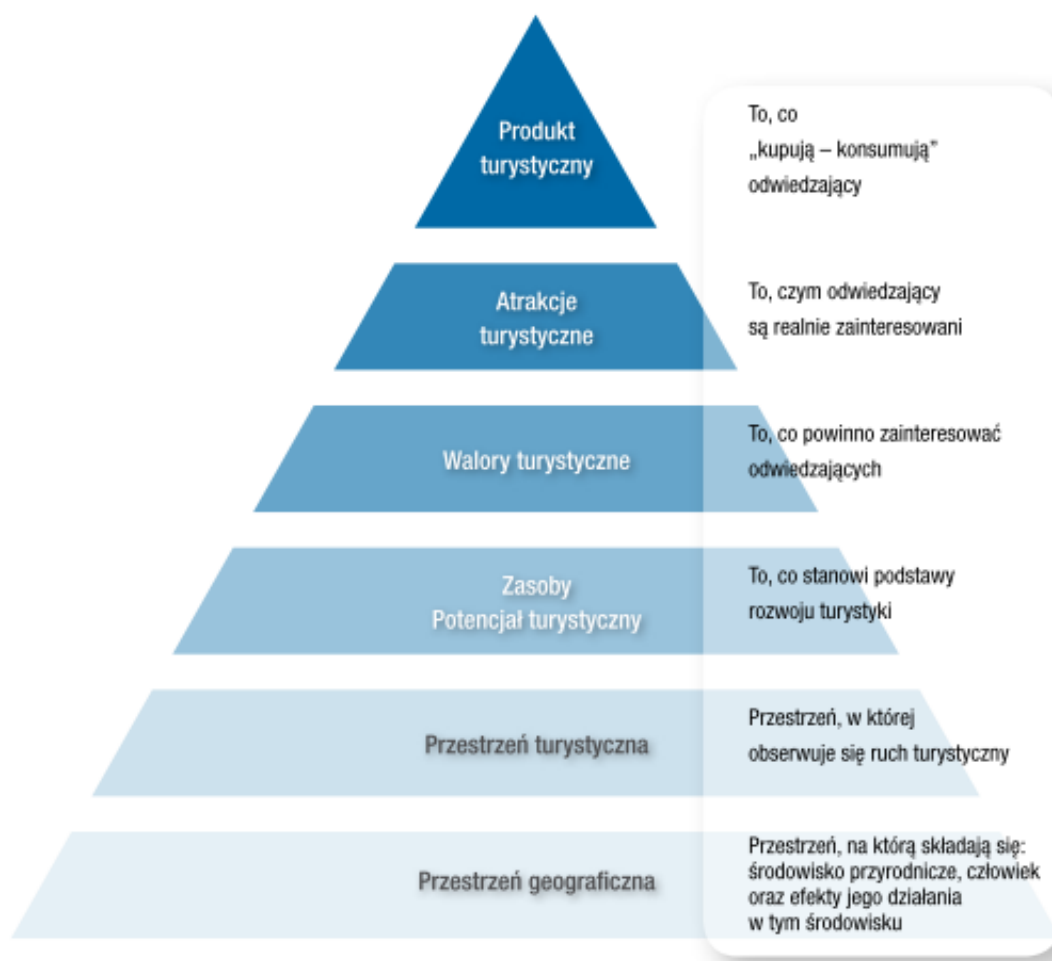 Produkt
turystyczny
To, co
„kupują – konsumują”
odwiedzający
Atrakcje
turystyczne
To, czym odwiedzający
są realnie zainteresowani
Walory turystyczne
To, co powinno zainteresować
odwiedzających
Zasoby
Potencjał turystyczny
To, co stanowi podstawy
rozwoju turystyki
Przestrzeń turystyczna
Przestrzeń, w której
obserwuje się ruch turystyczny
Przestrzeń geograficzna
Przestrzeń, na którą składają się:
środowisko przyrodnicze, człowiek
oraz efekty jego działania
w tym środowisku